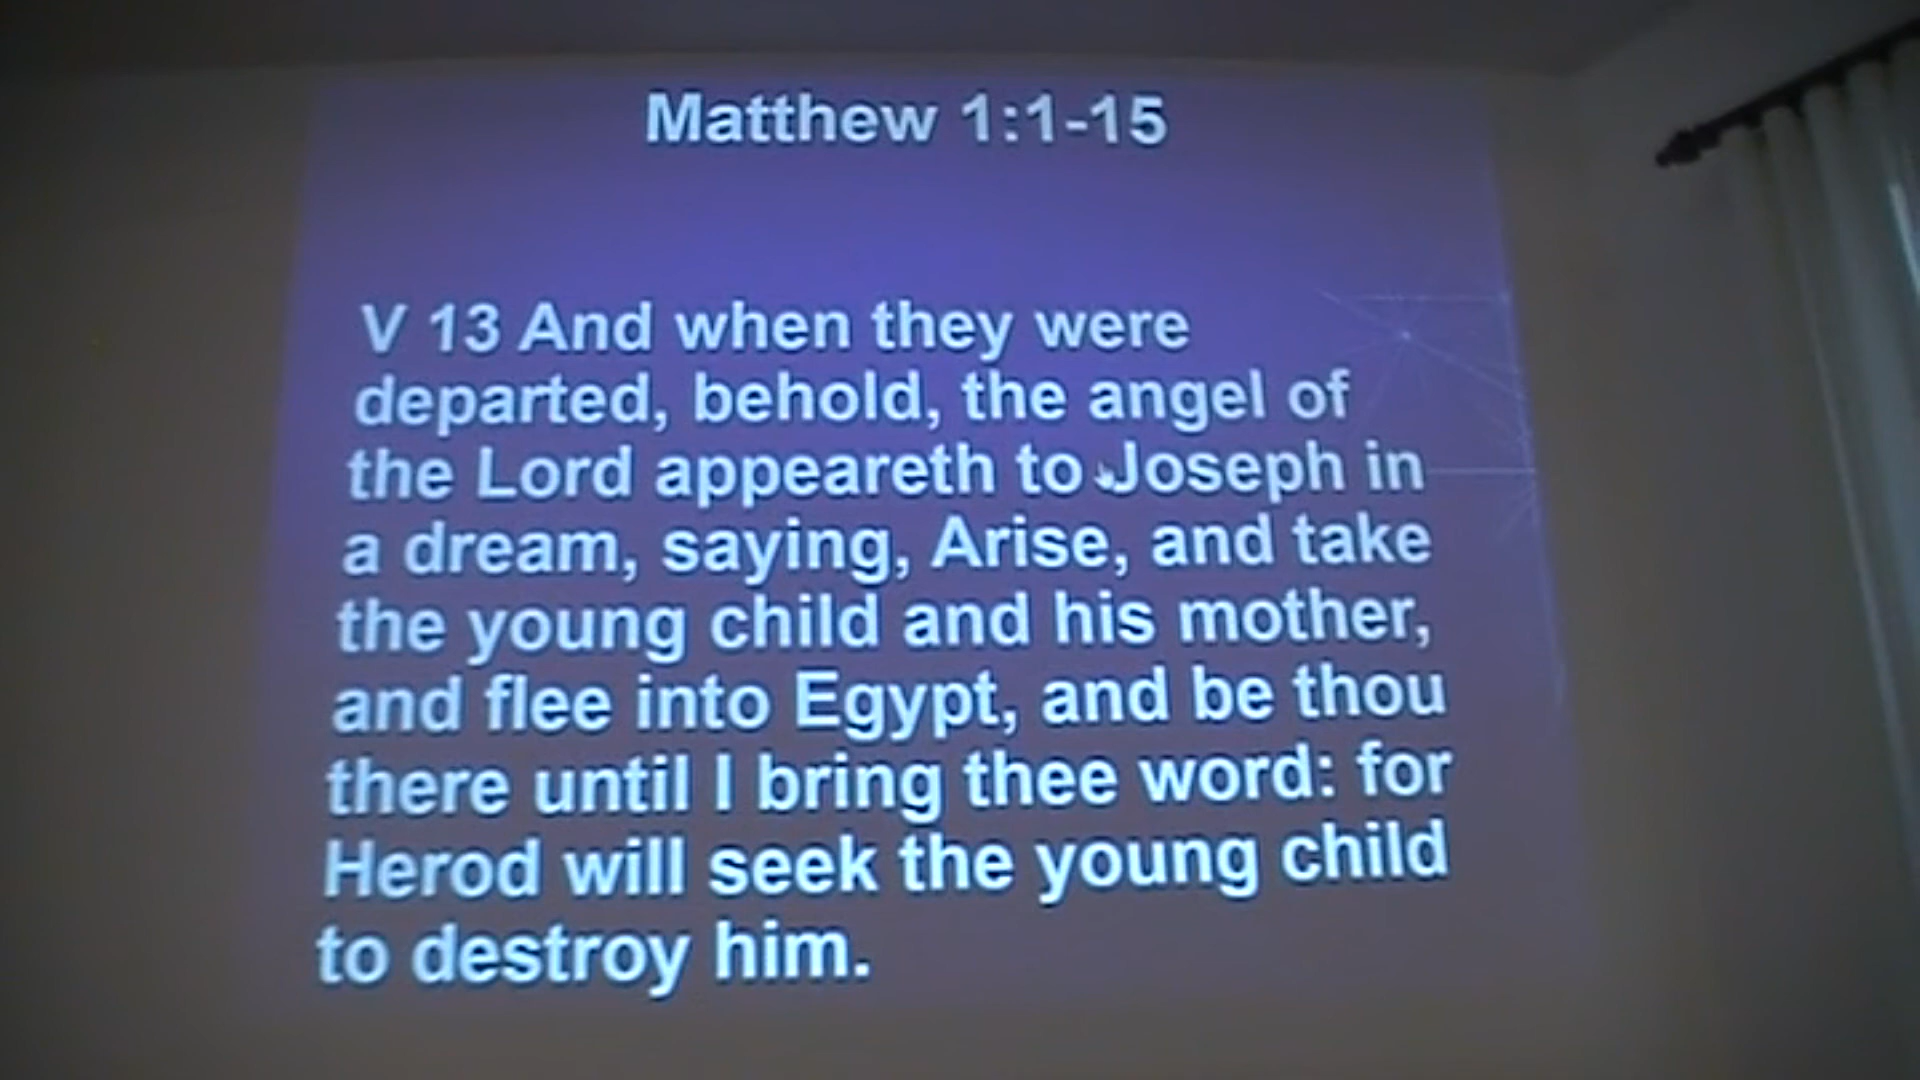 Matthew 1:1-15
V 13 And when they were
departed, behold, the angel of
the Lord appeareth to Joseph in
a dream, saying, Arise, and take
the young child and his mother,
and flee into Egypt, and be thou
there until I bring thee word: for
Herod will seek the young child
to destroy him.